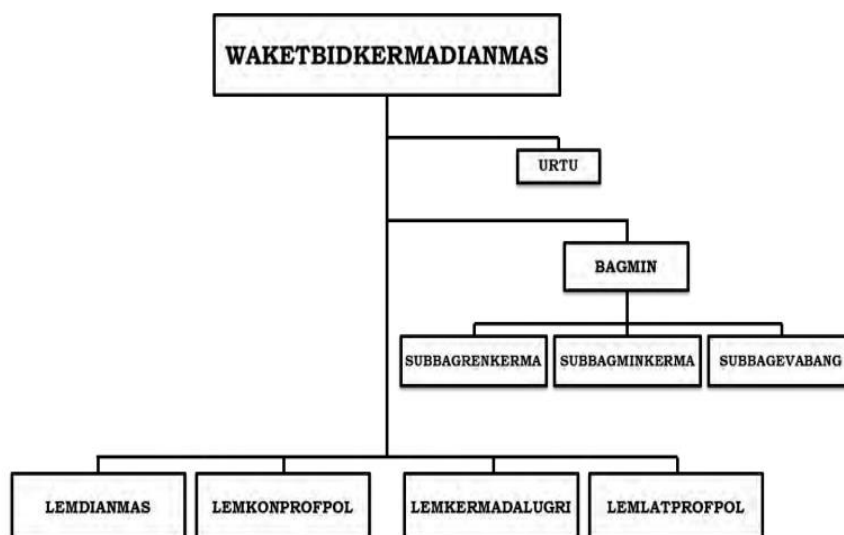 WAKETBIDKERMADIANMAS
URTU
BAGMIN
SUBBAGRENKERMA
SUBBAGMINKERMA
SUBBAGEVABANG
LEMDIANMAS
LEMKONPROFPOL
LEMKERMADALUGRI
LEMLATPROFPOL